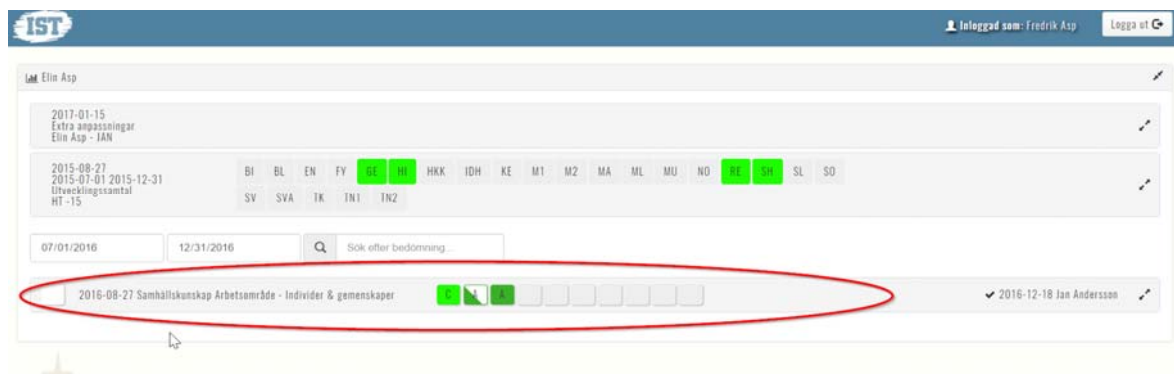 IST
Inloggad som: Fredrik Asp
Logga ut
Elin Asp
2017-01-15
Extra anpassningar
Elin Asp - IAN
2015-08-27
2015-07-01 2015-12-31
Utvecklingssamtal
HT -15
BI BL EN FY GE HI HKK IDH KE M1 M2 MA ML MU NO RE SH SL SO
SV SVA TK TN1 TN2
07/01/2016
12/31/2016
Sök efter bedömning...
2016-08-27 Samhällskunskap Arbetsområde - Individer & gemenskaper
C A A
2016-12-18 Jan Andersson